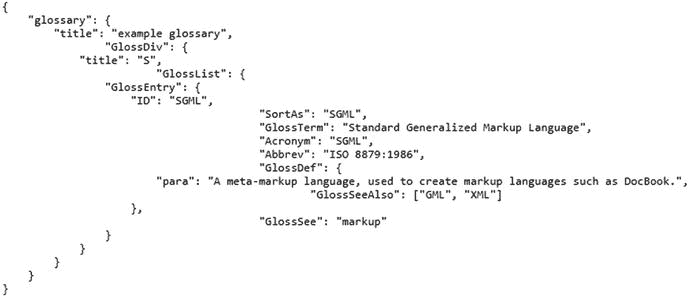 {
    "glossary": {
        "title": "example glossary",
                "GlossDiv": {
            "title": "S",
                        "GlossList": {
                "GlossEntry": {
                    "ID": "SGML",
                                        "SortAs": "SGML",
                                        "GlossTerm": "Standard Generalized Markup Language",
                                        "Acronym": "SGML",
                                        "Abbrev": "ISO 8879:1986",
                                        "GlossDef": {
                        "para": "A meta-markup language, used to create markup languages such as DocBook.",
                                                "GlossSeeAlso": ["GML", "XML"]
                    },
                                        "GlossSee": "markup"
                }
            }
        }
    }
}